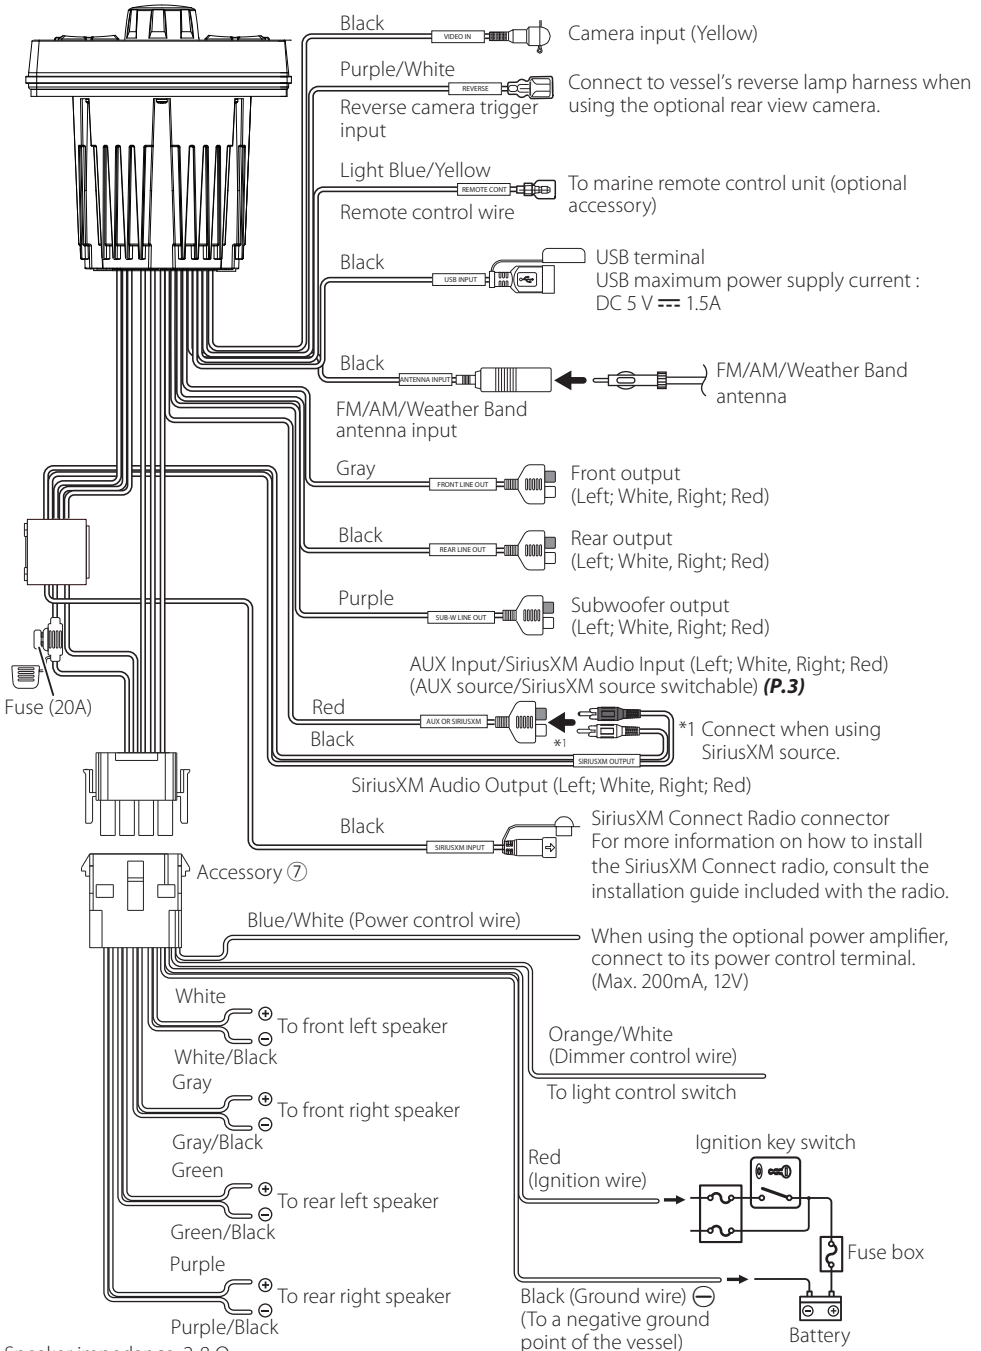 Black
VIDEO IN
Camera input (Yellow)
Purple/White
REVERSE
Reverse camera trigger
input
Connect to vessel's reverse lamp harness when
using the optional rear view camera.
Light Blue/Yellow
REMOTE CONT
Remote control wire
To marine remote control unit (optional
accessory)
Black
USB INPUT
USB terminal
USB maximum power supply current :
DC 5 V ⎓ 1.5A
Black
ANTENNA INPUT
FM/AM/Weather Band
antenna input
FM/AM/Weather Band
antenna
Gray
FRONT LINE OUT
Front output
(Left; White, Right; Red)
Black
REAR LINE OUT
Rear output
(Left; White, Right; Red)
Purple
SUB-W LINE OUT
Subwoofer output
(Left; White, Right; Red)
Fuse (20A)
AUX Input/SiriusXM Audio Input (Left; White, Right; Red)
(AUX source/SiriusXM source switchable) (P.3)
Red
AUX OR SIRIUSXM
*1
*1 Connect when using
SiriusXM source.
Black
SIRIUSXM OUTPUT
SiriusXM Audio Output (Left; White, Right; Red)
Black
SIRIUSXM INPUT
SiriusXM Connect Radio connector
For more information on how to install
the SiriusXM Connect radio, consult the
installation guide included with the radio.
Accessory ⑦
Blue/White (Power control wire)
When using the optional power amplifier,
connect to its power control terminal.
(Max. 200mA, 12V)
White
⊕
To front left speaker
⊖
White/Black
Gray
⊕
To front right speaker
⊖
Gray/Black
Green
⊕
To rear left speaker
⊖
Green/Black
Purple
⊕
To rear right speaker
⊖
Purple/Black
Orange/White
(Dimmer control wire)
To light control switch
Ignition key switch
Red
(Ignition wire)
Fuse box
Black (Ground wire) ⊖
(To a negative ground
point of the vessel)
⊖ ⊕
Battery
Speaker impedance